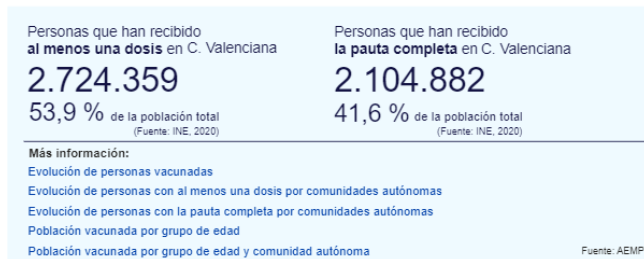 Personas que han recibido
al menos una dosis en C. Valenciana
2.724.359
53,9 % de la población total
(Fuente: INE, 2020)
Personas que han recibido
la pauta completa en C. Valenciana
2.104.882
41,6 % de la población total
(Fuente: INE, 2020)
Más información:
Evolución de personas vacunadas
Evolución de personas con al menos una dosis por comunidades autónomas
Evolución de personas con la pauta completa por comunidades autónomas
Población vacunada por grupo de edad
Población vacunada por grupo de edad y comunidad autónoma
Fuente: AEMP